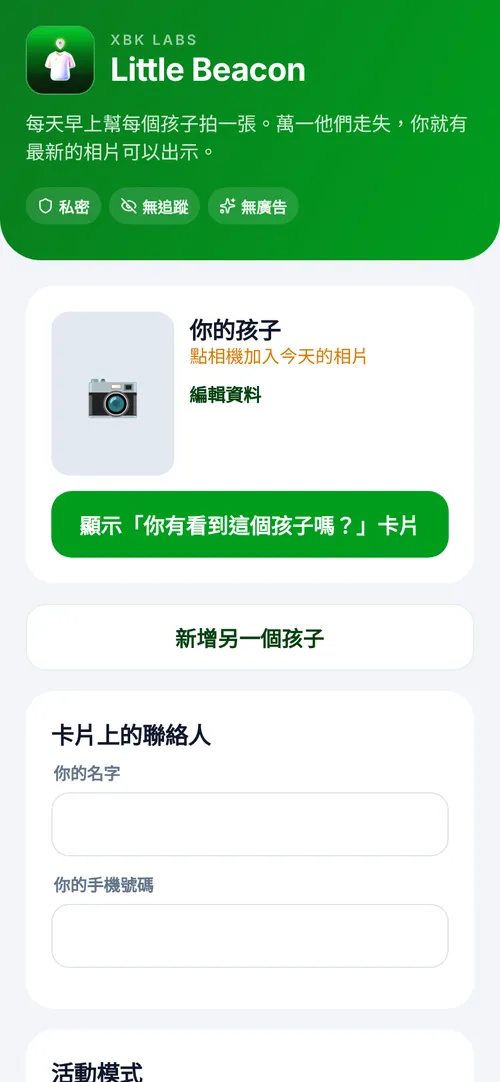 XBK LABS
Little Beacon
每天早上幫每個孩子拍一張。萬一他們走失，你就有
最新的相片可以出示。
私密
無追蹤
無廣告
你的孩子
點相機加入今天的相片
編輯資料
顯示「你有看到這個孩子嗎？」卡片
新增另一個孩子
卡片上的聯絡人
你的名字
你的手機號碼
活動模式